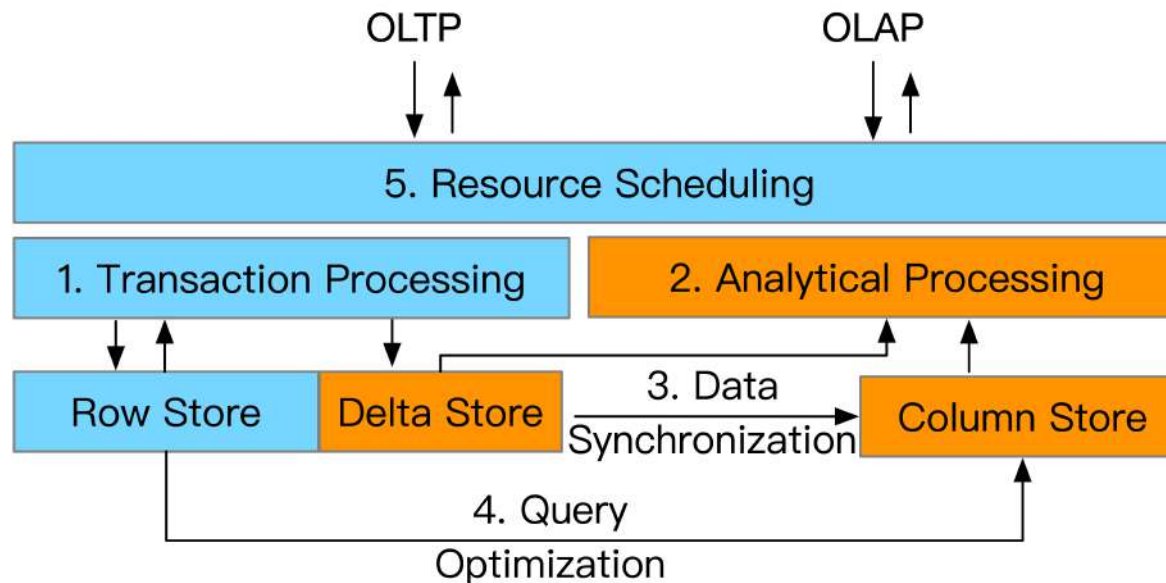 OLTP
OLAP
5. Resource Scheduling
1. Transaction Processing
2. Analytical Processing
Row Store
Delta Store
3. Data
Synchronization
Column Store
4. Query
Optimization